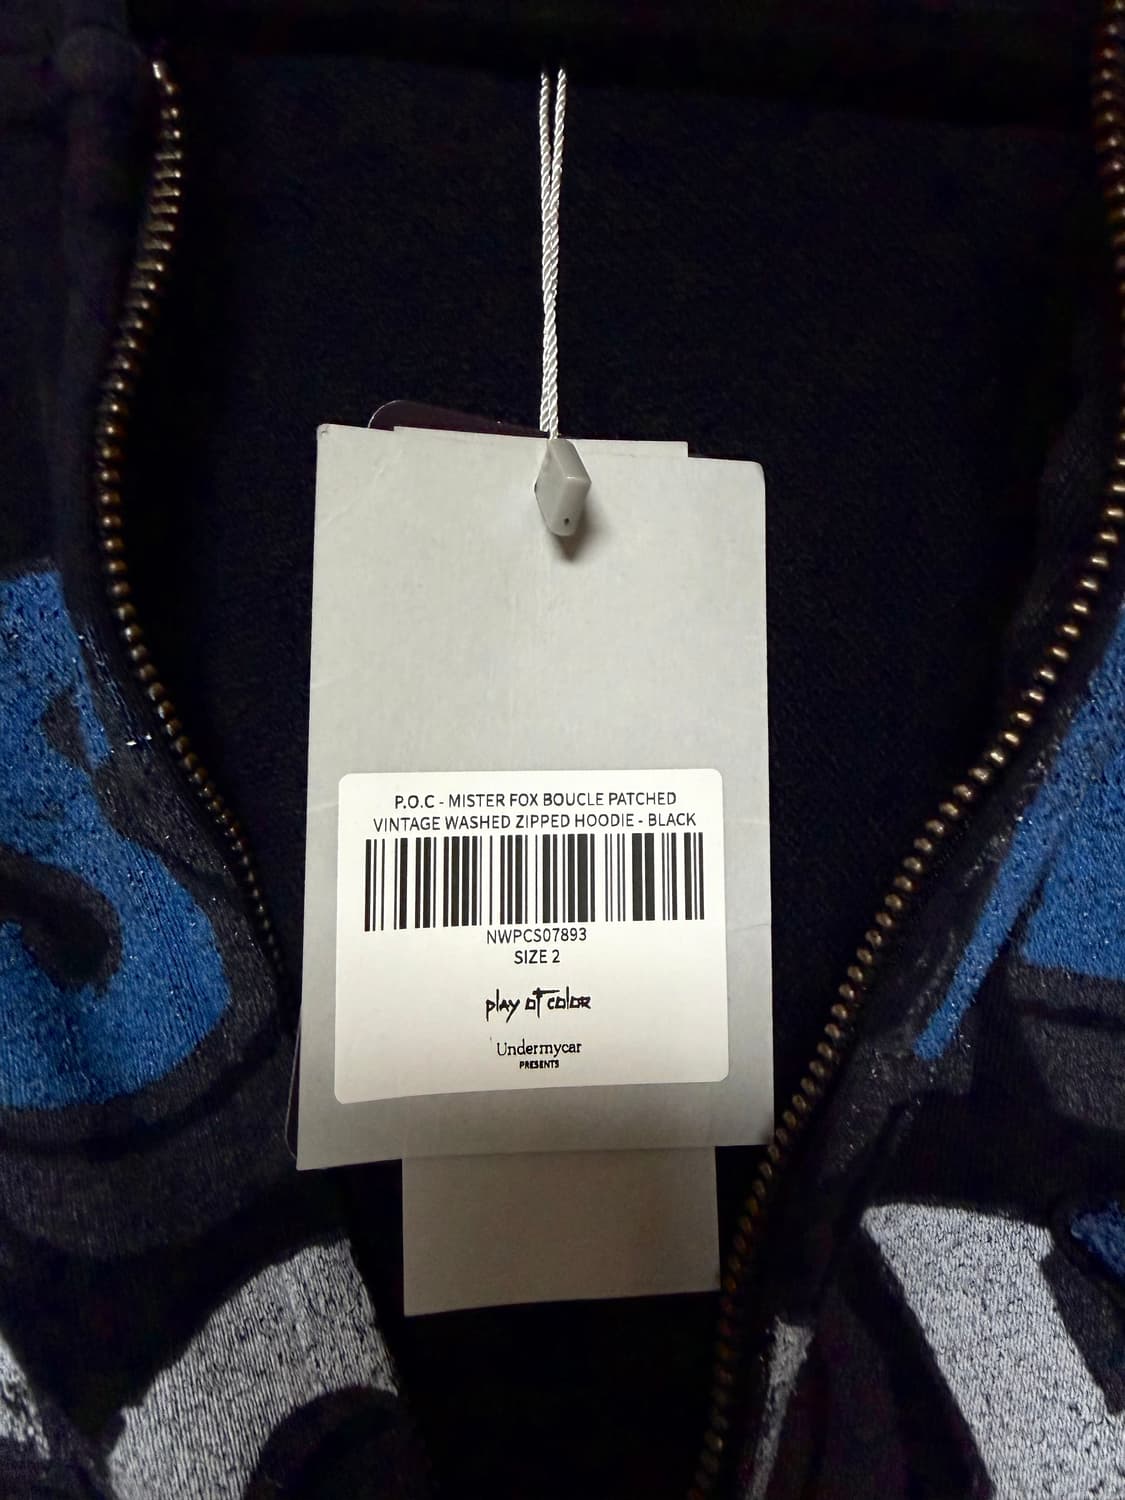 P.O.C - MISTER FOX BOUCLE PATCHED
VINTAGE WASHED ZIPPED HOODIE - BLACK
NWPCS07893
SIZE 2
play of color
Undermycar
PRESENTS